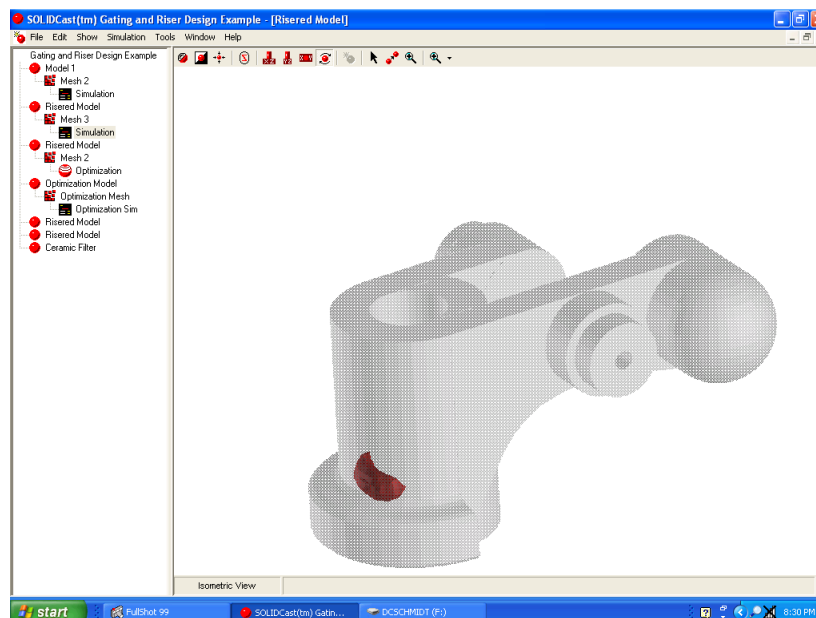 SOLIDCast(tm) Gating and Riser Design Example - [Risered Model]
File Edit Show Simulation Tools Window Help
Gating and Riser Design Example
Model 1
Mesh 2
Simulation
Risered Model
Mesh 3
Simulation
Risered Model
Mesh 2
Optimization
Optimization Model
Optimization Mesh
Optimization Sim
Risered Model
Risered Model
Ceramic Filter
Isometric View
start
FullShot 99
SOLIDCast(tm) Gatin...
DCSCHMIDT (F:)
8:30 PM